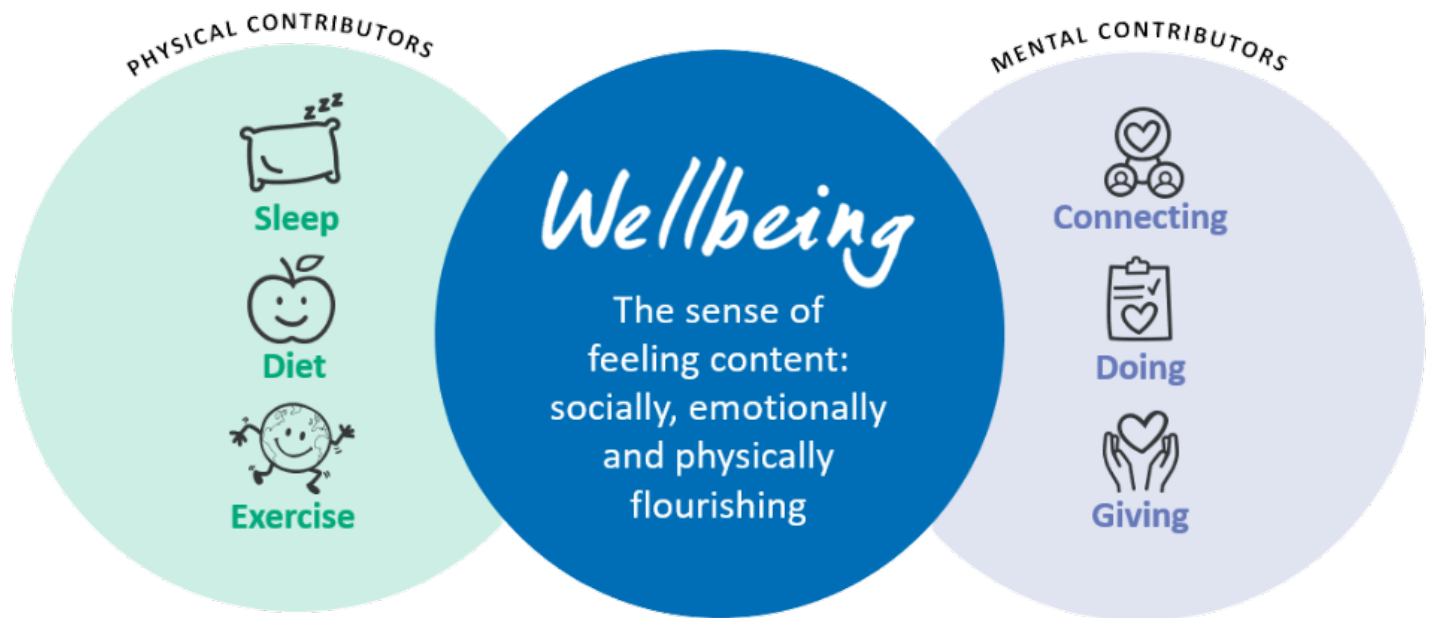 PHYSICAL CONTRIBUTORS
zzz
Sleep
Diet
Exercise
Wellbeing
The sense of
feeling content:
socially, emotionally
and physically
flourishing
MENTAL CONTRIBUTORS
Connecting
Doing
Giving